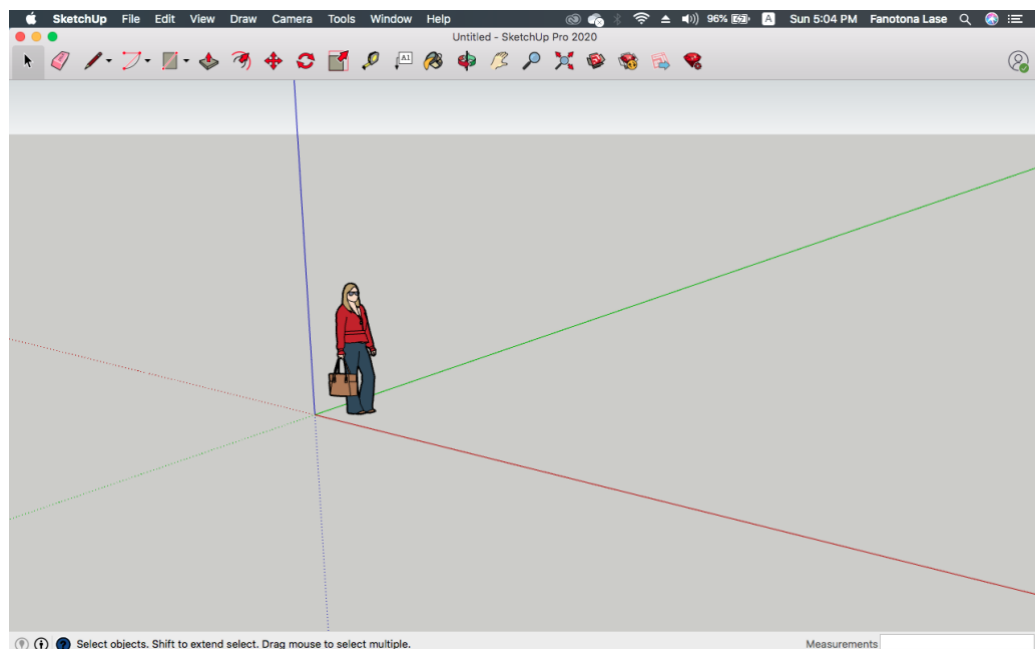 SketchUp File Edit View Draw Camera Tools Window Help 96% A Sun 5:04 PM Fanotona Lase
Untitled - SketchUp Pro 2020
A1
Select objects. Shift to extend select. Drag mouse to select multiple. Measurements